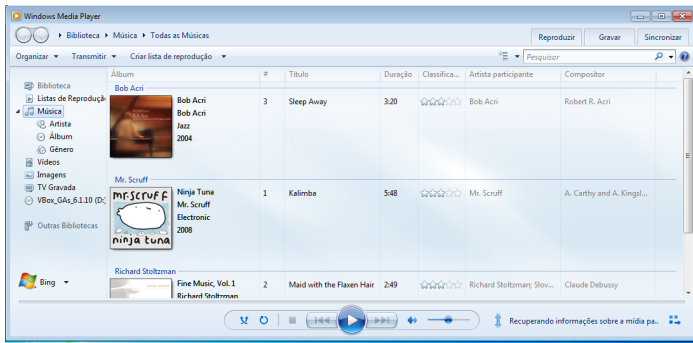 Windows Media Player
Biblioteca Música Todas as Músicas
Reproduzir Gravar Sincronizar
Organizar Transmitir Criar lista de reprodução Pesquisar
Álbum # Título Duração Classifica... Artista participante Compositor
Biblioteca
Listas de Reproduçã
Música
Artista
Álbum
Gênero
Vídeos
Imagens
TV Gravada
VBox_GAs_6.1.10 (D:
Outras Bibliotecas
Bing
Bob Acri
Bob Acri 3 Sleep Away 3:20 Bob Acri Robert R. Acri
Bob Acri
Jazz
2004
Mr. Scruff
mr.scruff
ninja tuna
Ninja Tuna 1 Kalimba 5:48 Mr. Scruff A. Carthy and A. Kingsl...
Mr. Scruff
Electronic
2008
Richard Stoltzman
Fine Music, Vol. 1 2 Maid with the Flaxen Hair 2:49 Richard Stoltzman; Slov... Claude Debussy
Richard Stoltzman
Recuperando informações sobre a mídia pa..